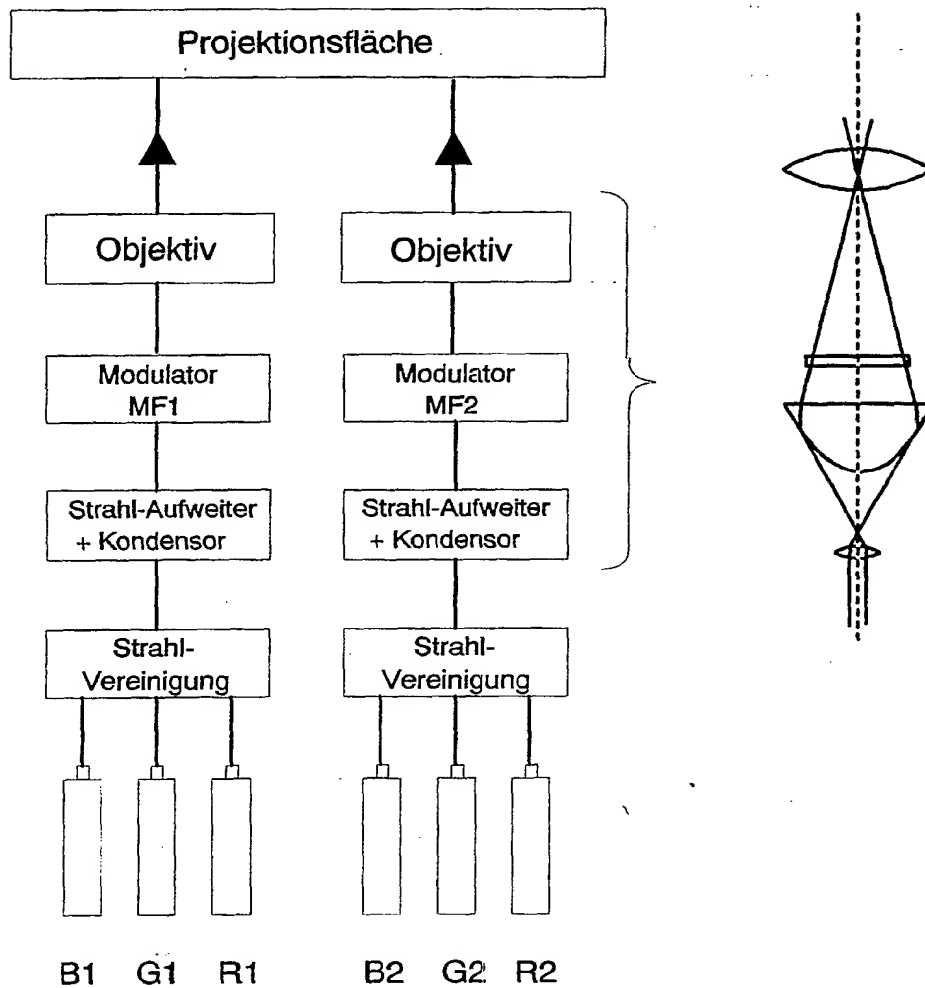 Projektionsfläche
Objektiv
Objektiv
Modulator
MF1
Modulator
MF2
Strahl-Aufweiter
+ Kondensor
Strahl-Aufweiter
+ Kondensor
Strahl-
Vereinigung
Strahl-
Vereinigung
B1 G1 R1 B2 G2 R2